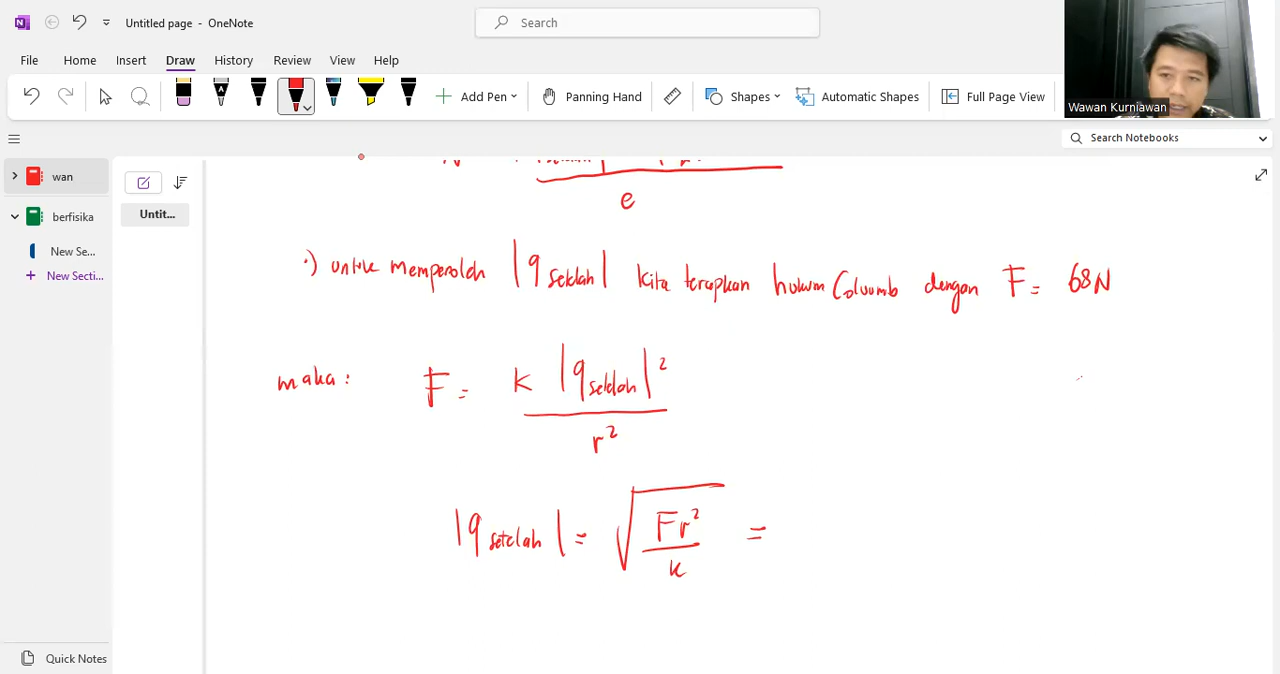 Untitled page - OneNote
Search
File Home Insert Draw History Review View Help
Add Pen Panning Hand Shapes Automatic Shapes Full Page View
Wawan Kurniawan
Search Notebooks
wan
berfisika
Untit...
New Se...
New Secti...
e
:) untuk memperoleh |q setelah| kita terapkan hukum Coloumb dengan F = 68N
maka : F = k |q setelah|²
r²
|q setelah| = √ Fr² =
k
Quick Notes